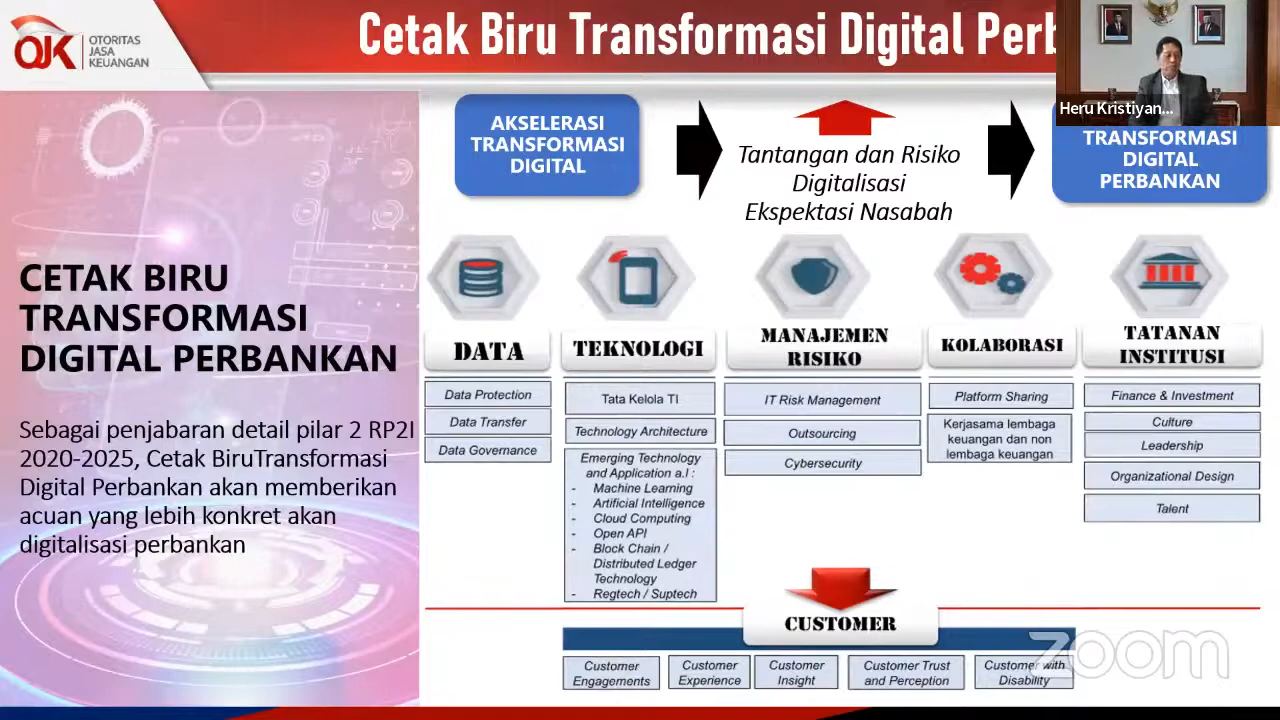 OJK
OTORITAS
JASA
KEUANGAN
Cetak Biru Transformasi Digital Perb
Heru Kristiyan...
AKSELERASI
TRANSFORMASI
DIGITAL
Tantangan dan Risiko
Digitalisasi
Ekspektasi Nasabah
TRANSFORMASI
DIGITAL
PERBANKAN
CETAK BIRU
TRANSFORMASI
DIGITAL PERBANKAN
Sebagai penjabaran detail pilar 2 RP2I
2020-2025, Cetak BiruTransformasi
Digital Perbankan akan memberikan
acuan yang lebih konkret akan
digitalisasi perbankan
DATA
Data Protection
Data Transfer
Data Governance
TEKNOLOGI
Tata Kelola TI
Technology Architecture
Emerging Technology
and Application a.l :
- Machine Learning
- Artificial Intelligence
- Cloud Computing
- Open API
- Block Chain /
Distributed Ledger
Technology
- Regtech / Suptech
MANAJEMEN
RISIKO
IT Risk Management
Outsourcing
Cybersecurity
KOLABORASI
Platform Sharing
Kerjasama lembaga
keuangan dan non
lembaga keuangan
TATANAN
INSTITUSI
Finance & Investment
Culture
Leadership
Organizational Design
Talent
CUSTOMER
Customer
Engagements
Customer
Experience
Customer
Insight
Customer Trust
and Perception
Customer with
Disability
zoom